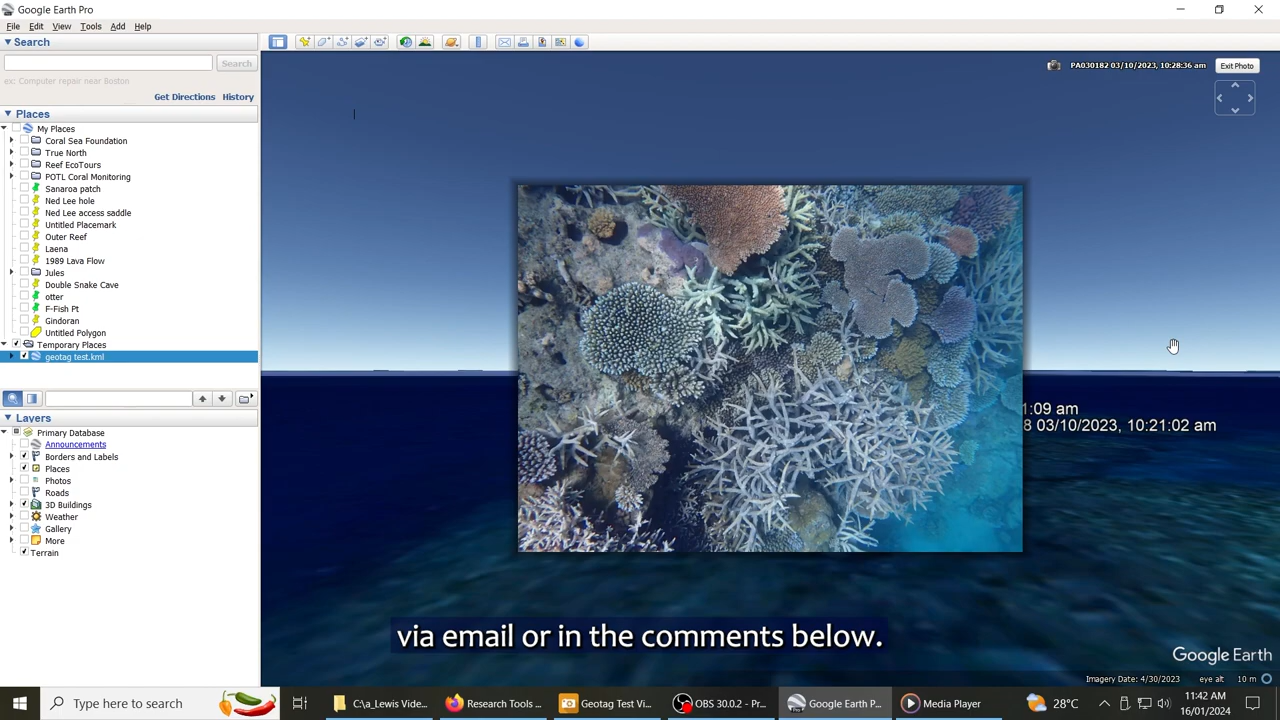 Google Earth Pro
File Edit View Tools Add Help
Search
Search
ex: Computer repair near Boston
Get Directions History
Places
My Places
Coral Sea Foundation
True North
Reef EcoTours
POTL Coral Monitoring
Sanaroa patch
Ned Lee hole
Ned Lee access saddle
Untitled Placemark
Outer Reef
Laena
1989 Lava Flow
Jules
Double Snake Cave
otter
F-Fish Pt
Gindoran
Untitled Polygon
Temporary Places
geotag test.kml
Layers
Primary Database
Announcements
Borders and Labels
Places
Photos
Roads
3D Buildings
Weather
Gallery
More
Terrain
PA030182 03/10/2023, 10:28:36 am
Exit Photo
1:09 am
8 03/10/2023, 10:21:02 am
via email or in the comments below.
Google Earth
Imagery Date: 4/30/2023 eye alt 10 m
Type here to search
C:\a_Lewis Vide...
Research Tools ...
Geotag Test Vi...
OBS 30.0.2 - Pr...
Google Earth P...
Media Player
28°C
11:42 AM
16/01/2024